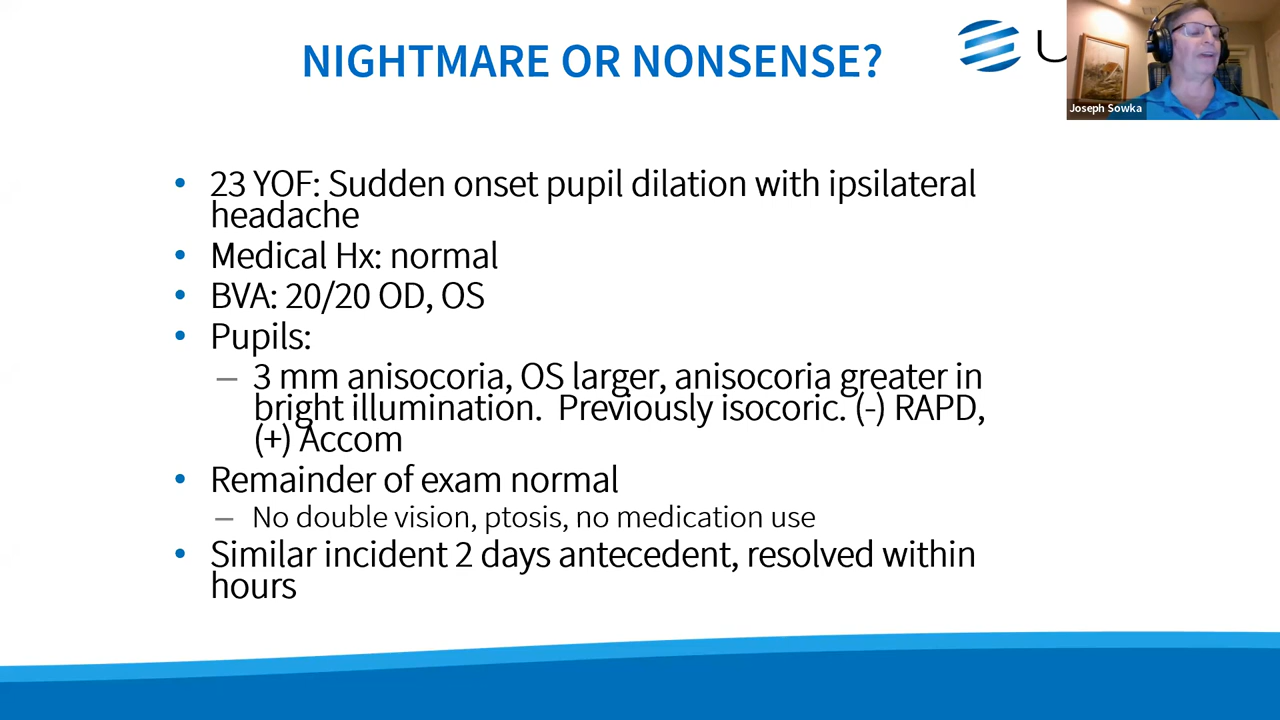 NIGHTMARE OR NONSENSE?
U
Joseph Sowka
• 23 YOF: Sudden onset pupil dilation with ipsilateral
headache
• Medical Hx: normal
• BVA: 20/20 OD, OS
• Pupils:
– 3 mm anisocoria, OS larger, anisocoria greater in
bright illumination.  Previously isocoric. (-) RAPD,
(+) Accom
• Remainder of exam normal
– No double vision, ptosis, no medication use
• Similar incident 2 days antecedent, resolved within
hours